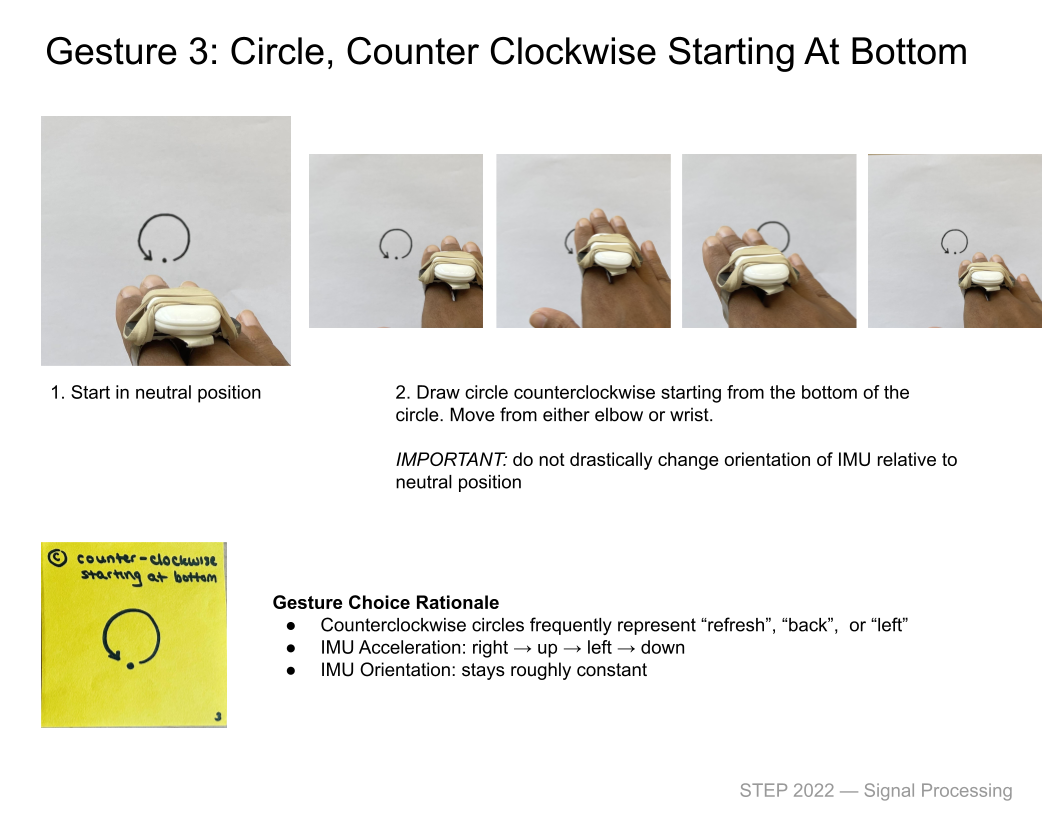 Gesture 3: Circle, Counter Clockwise Starting At Bottom
1. Start in neutral position
2. Draw circle counterclockwise starting from the bottom of the
circle. Move from either elbow or wrist.
IMPORTANT: do not drastically change orientation of IMU relative to
neutral position
© counter-clockwise
starting at bottom
3
Gesture Choice Rationale
● Counterclockwise circles frequently represent “refresh”, “back”,  or “left”
● IMU Acceleration: right → up → left → down
● IMU Orientation: stays roughly constant
STEP 2022 — Signal Processing